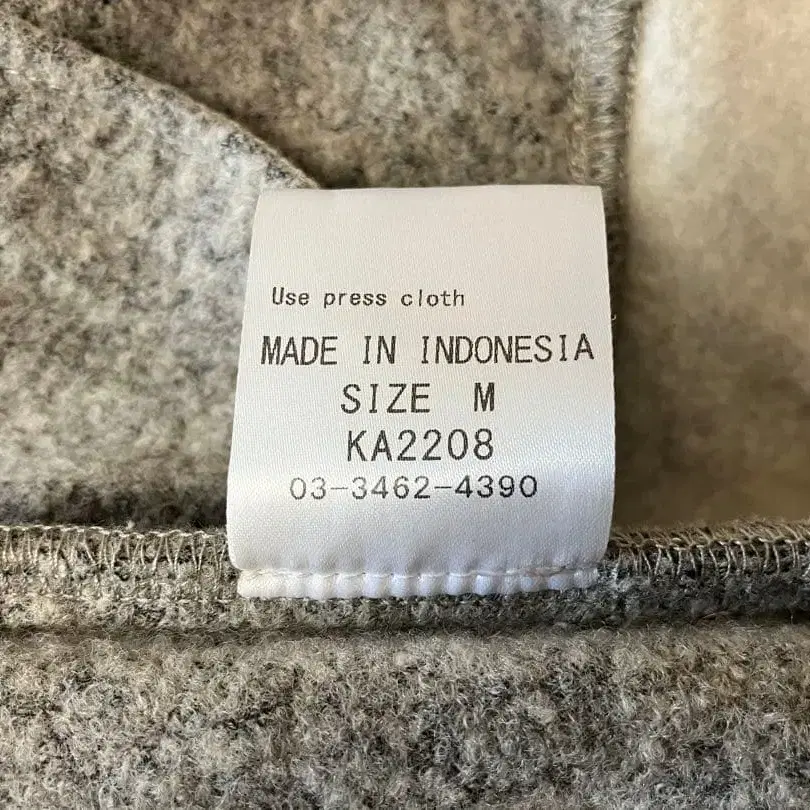 Use press cloth
MADE IN INDONESIA
SIZE M
KA2208
03-3462-4390